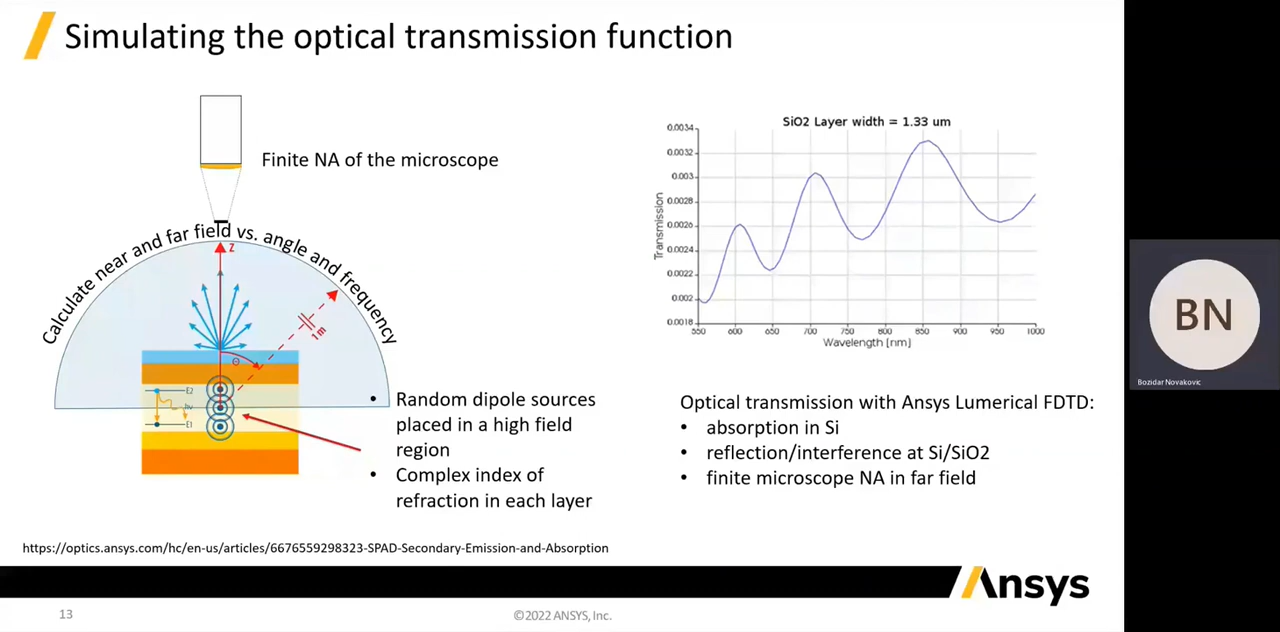 Simulating the optical transmission function
Finite NA of the microscope
Calculate near and far field vs. angle and frequency
z
1m
Θ
E2
hν
E1
• Random dipole sources
placed in a high field
region
• Complex index of
refraction in each layer
SiO2 Layer width = 1.33 um
Transmission
0.0034
0.0032
0.003
0.0028
0.0026
0.0024
0.0022
0.002
0.0018
550 600 650 700 750 800 850 900 950 1000
Wavelength [nm]
Optical transmission with Ansys Lumerical FDTD:
• absorption in Si
• reflection/interference at Si/SiO2
• finite microscope NA in far field
https://optics.ansys.com/hc/en-us/articles/6676559298323-SPAD-Secondary-Emission-and-Absorption
Ansys
13
©2022 ANSYS, Inc.
BN
Bozidar Novakovic